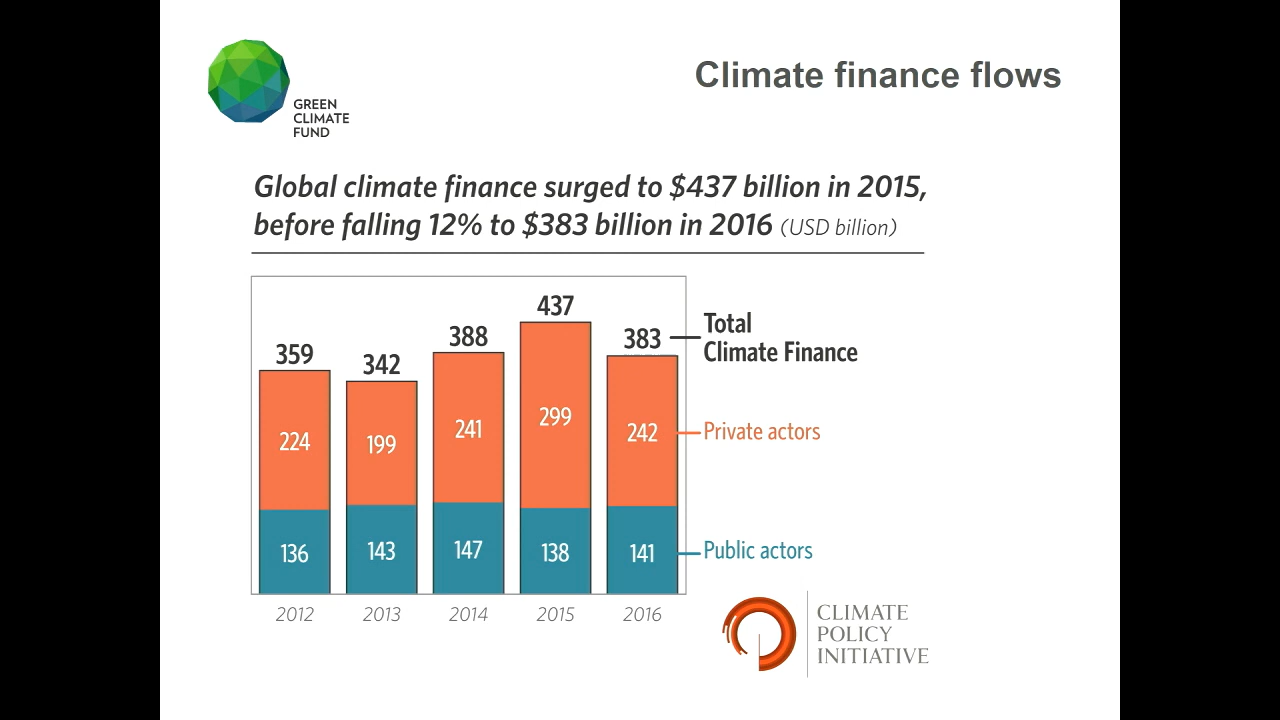 GREEN
CLIMATE
FUND
Climate finance flows
Global climate finance surged to $437 billion in 2015,
before falling 12% to $383 billion in 2016 (USD billion)
359
342
388
437
383
Total
Climate Finance
224
199
241
299
242
Private actors
136
143
147
138
141
Public actors
2012
2013
2014
2015
2016
CLIMATE
POLICY
INITIATIVE